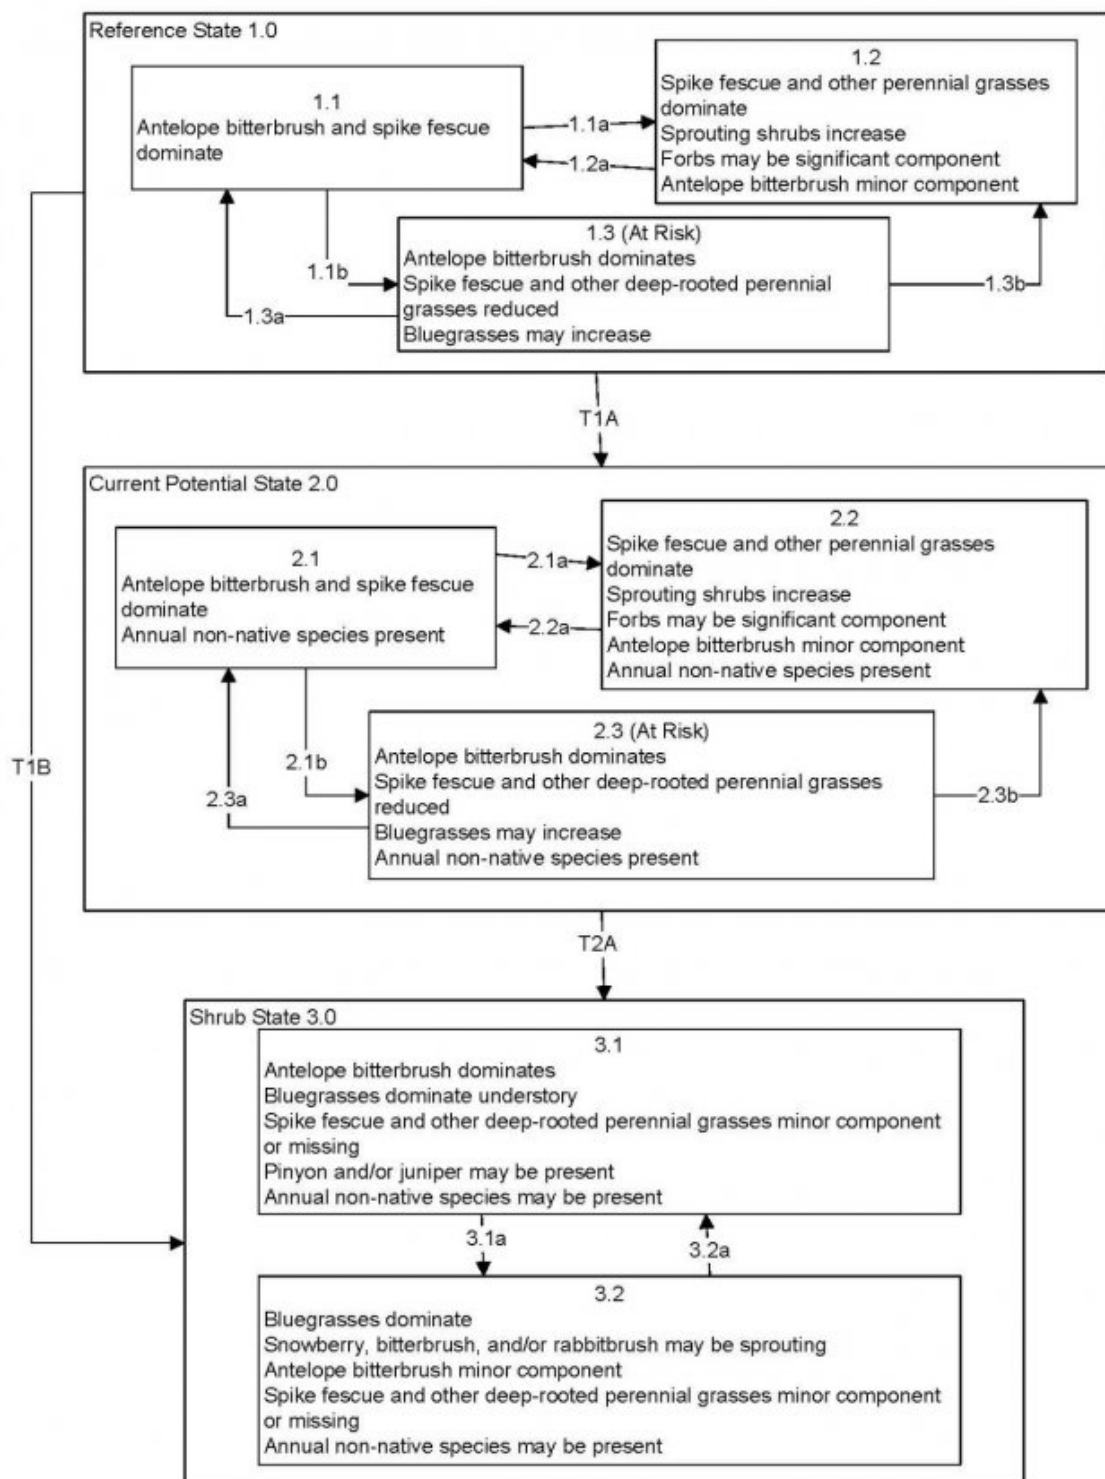 Reference State 1.0
1.1
Antelope bitterbrush and spike fescue
dominate
1.1a
1.2a
1.2
Spike fescue and other perennial grasses
dominate
Sprouting shrubs increase
Forbs may be significant component
Antelope bitterbrush minor component
1.1b
1.3a
1.3 (At Risk)
Antelope bitterbrush dominates
Spike fescue and other deep-rooted perennial
grasses reduced
Bluegrasses may increase
1.3b
T1A
T1B
Current Potential State 2.0
2.1
Antelope bitterbrush and spike fescue
dominate
Annual non-native species present
2.1a
2.2a
2.2
Spike fescue and other perennial grasses
dominate
Sprouting shrubs increase
Forbs may be significant component
Antelope bitterbrush minor component
Annual non-native species present
2.1b
2.3a
2.3 (At Risk)
Antelope bitterbrush dominates
Spike fescue and other deep-rooted perennial grasses
reduced
Bluegrasses may increase
Annual non-native species present
2.3b
T2A
Shrub State 3.0
3.1
Antelope bitterbrush dominates
Bluegrasses dominate understory
Spike fescue and other deep-rooted perennial grasses minor component
or missing
Pinyon and/or juniper may be present
Annual non-native species may be present
3.1a
3.2a
3.2
Bluegrasses dominate
Snowberry, bitterbrush, and/or rabbitbrush may be sprouting
Antelope bitterbrush minor component
Spike fescue and other deep-rooted perennial grasses minor component
or missing
Annual non-native species may be present